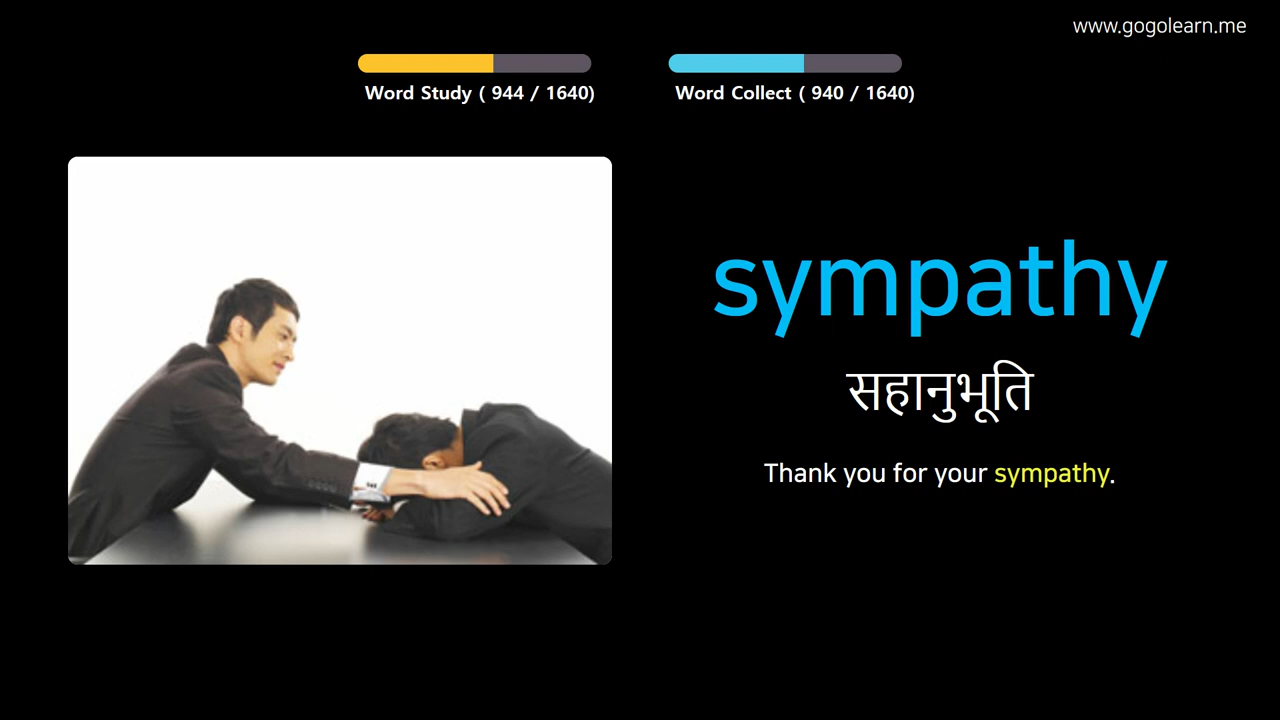 www.gogolearn.me
Word Study ( 944 / 1640)
Word Collect ( 940 / 1640)
sympathy
सहानुभूति
Thank you for your sympathy.